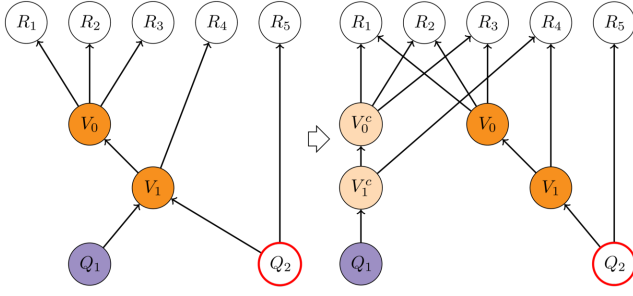 R₁ R₂ R₃ R₄ R₅ R₁ R₂ R₃ R₄ R₅
V₀ V₀ᶜ V₀
V₁ V₁ᶜ V₁
Q₁ Q₂ Q₁ Q₂